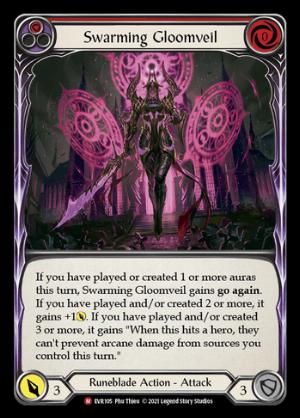 Swarming Gloomveil
0
If you have played or created 1 or more auras
this turn, Swarming Gloomveil gains go again.
If you have played and/or created 2 or more, it
gains +1. If you have played and/or created
3 or more, it gains "When this hits a hero, they
can't prevent arcane damage from sources you
control this turn."
3
Runeblade Action - Attack
3
M EVR105 Phu Thieu © 2021 Legend Story Studios